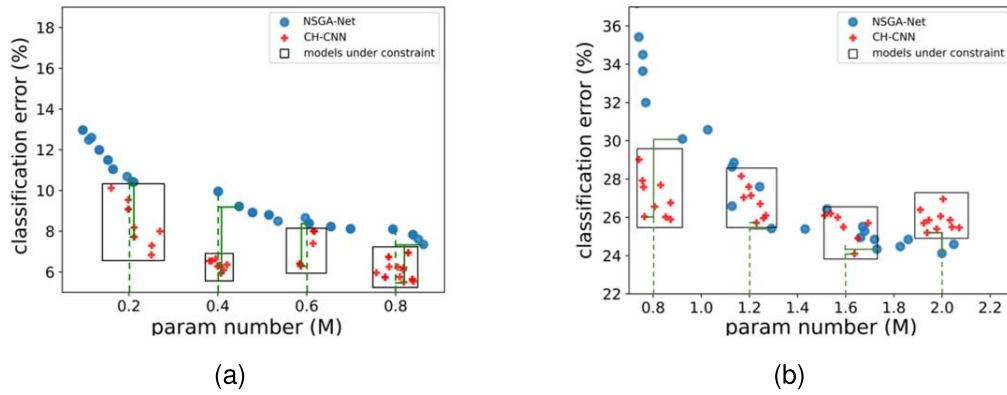 18
16
14
12
10
8
6
classification error (%)
NSGA-Net
CH-CNN
models under constraint
0.2
0.4
0.6
0.8
param number (M)
(a)
36
34
32
30
28
26
24
22
classification error (%)
NSGA-Net
CH-CNN
models under constraint
0.8
1.0
1.2
1.4
1.6
1.8
2.0
2.2
param number (M)
(b)